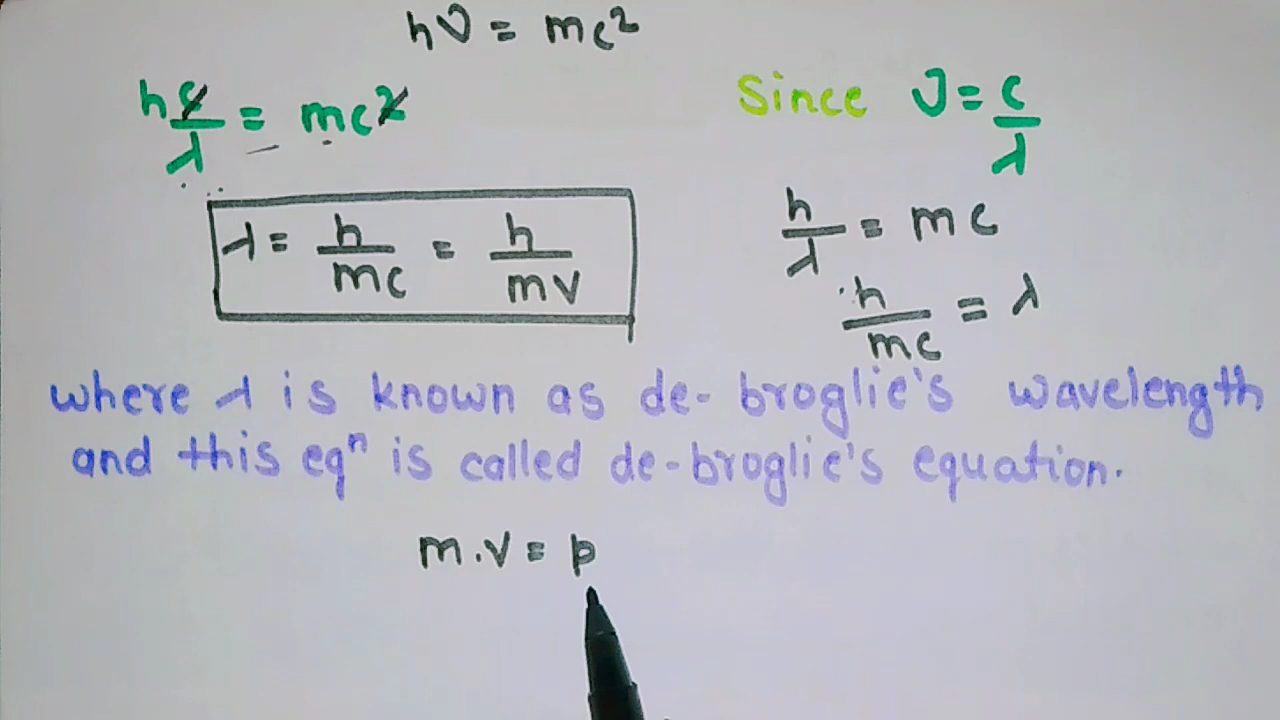 hν = mc²
hc/λ = mc²
Since ν = c/λ
h/λ = mc
λ = h/mc = h/mv
h/mc = λ
where λ is known as de-broglie's wavelength
and this eqⁿ is called de-broglie's equation.
m.v = p